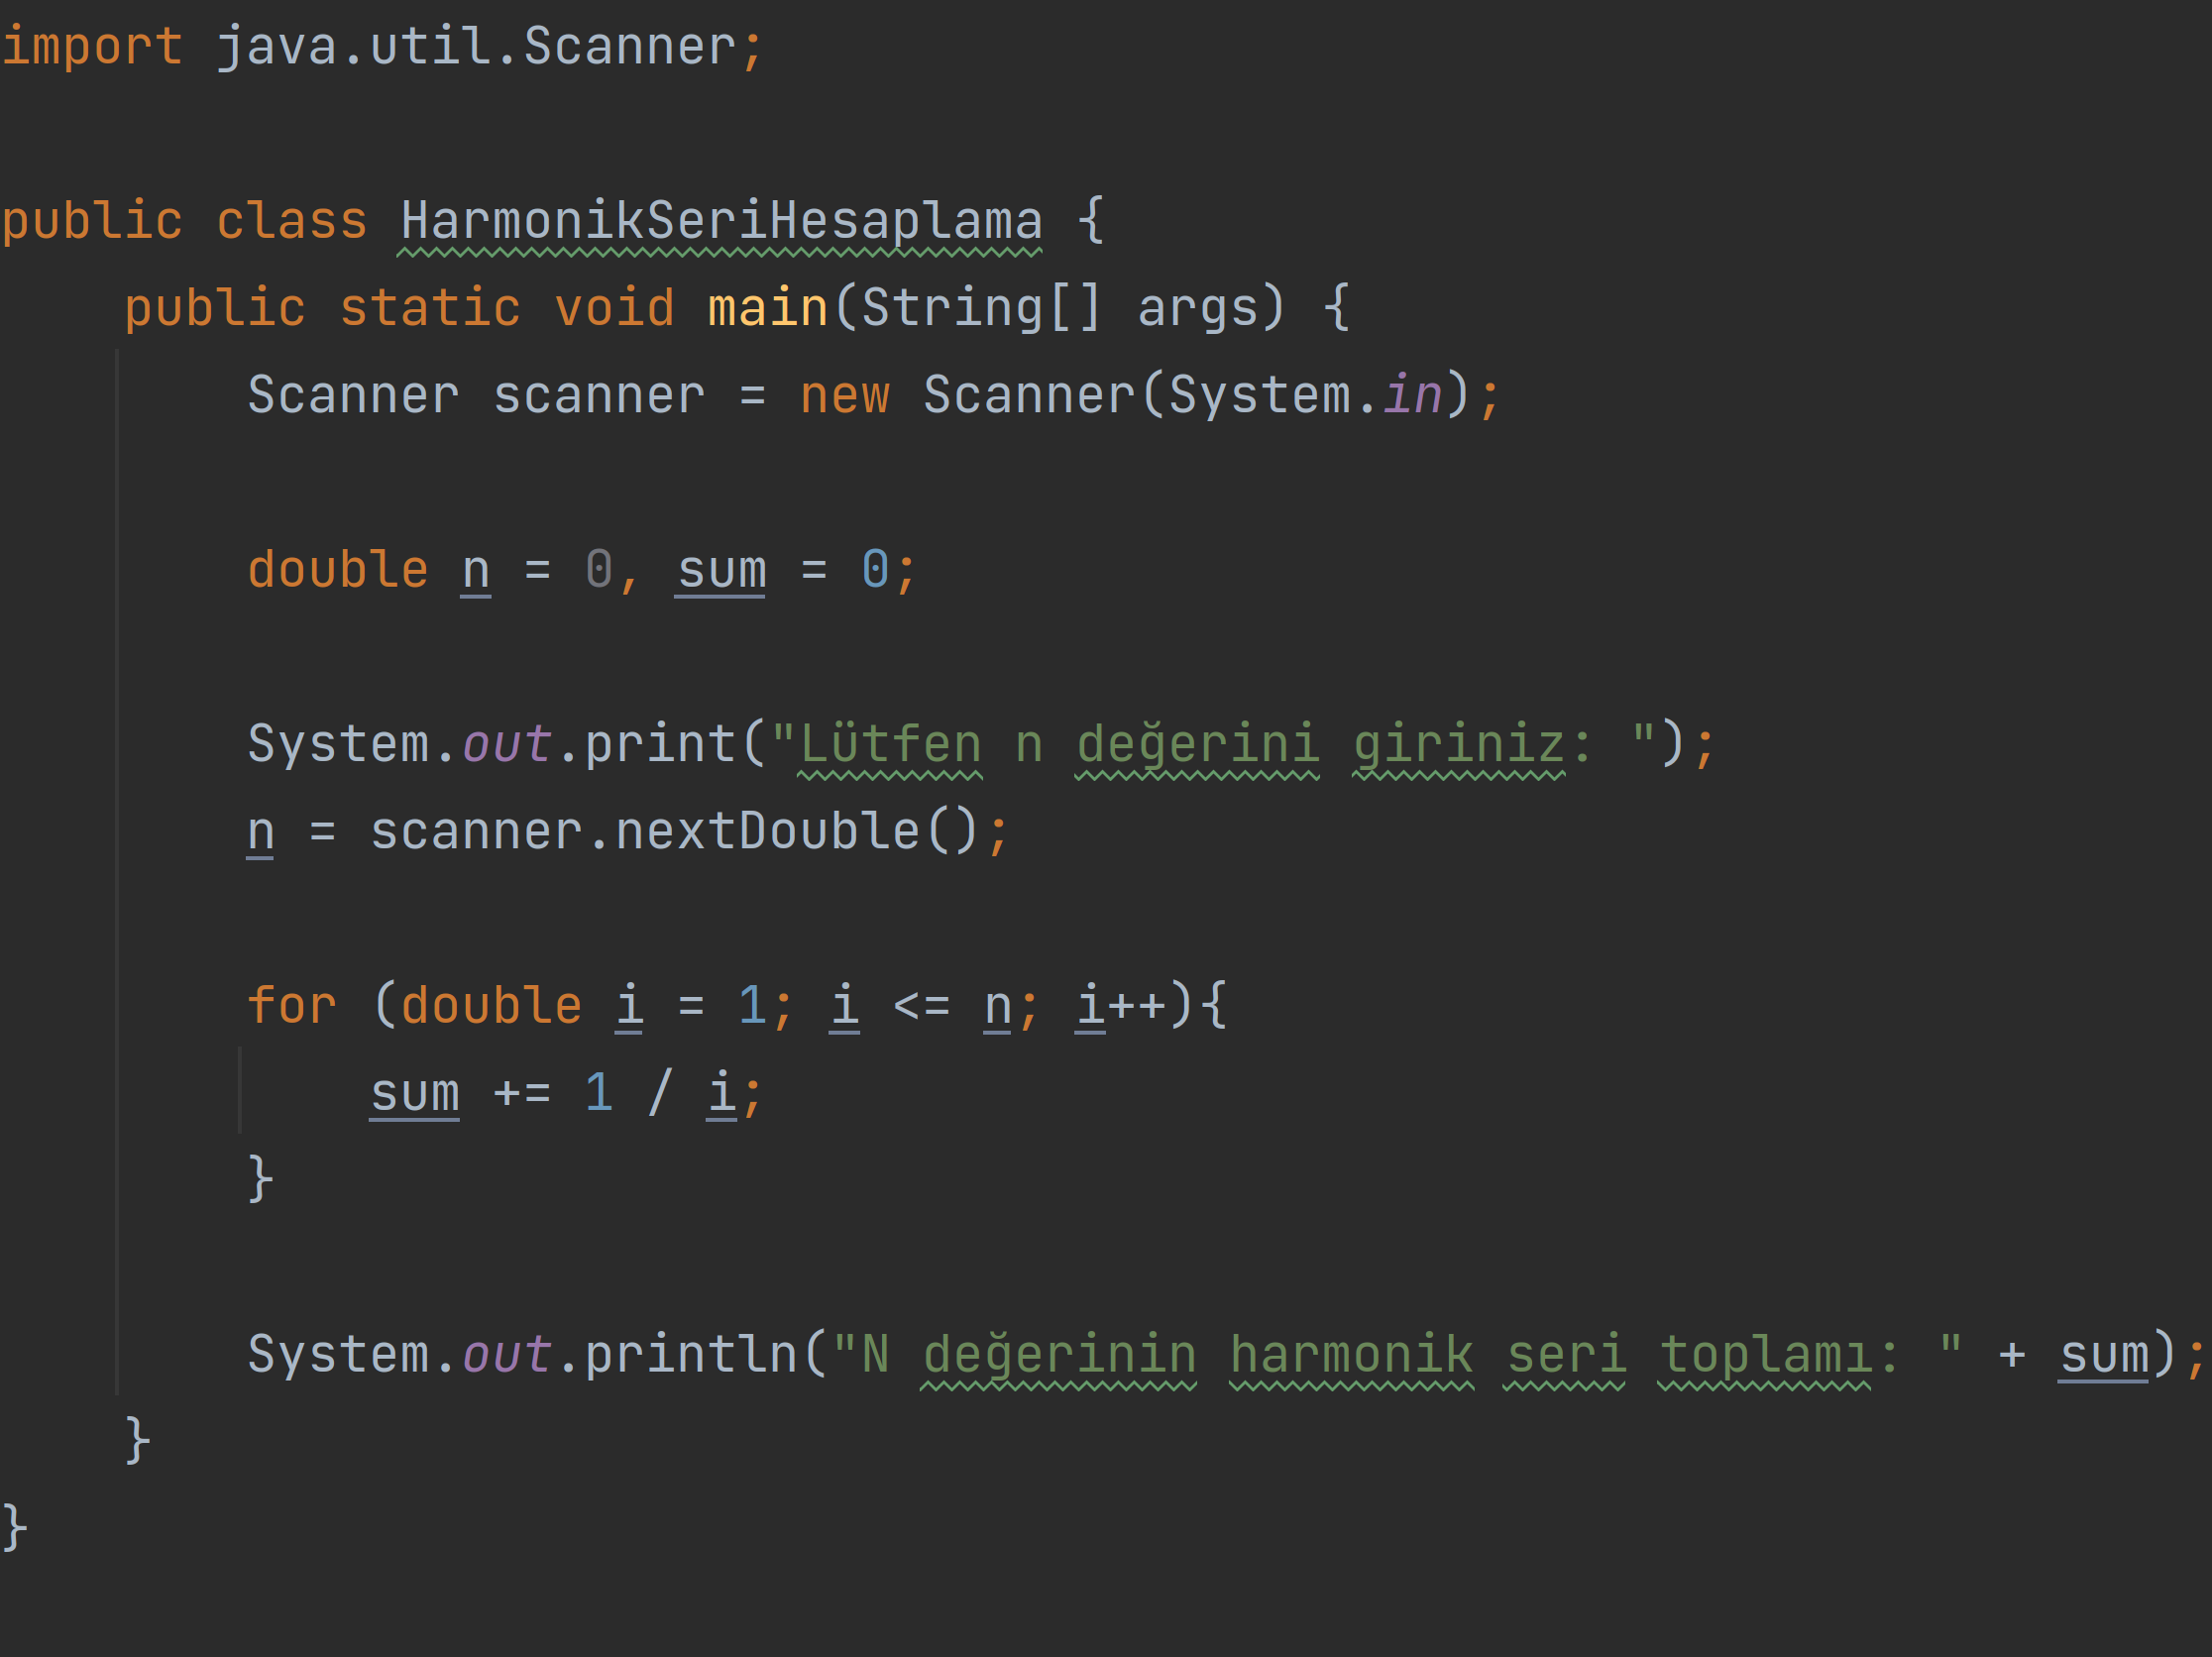 import java.util.Scanner;
public class HarmonikSeriHesaplama {
public static void main(String[] args) {
Scanner scanner = new Scanner(System.in);
double n = 0, sum = 0;
System.out.print("Lütfen n değerini giriniz: ");
n = scanner.nextDouble();
for (double i = 1; i <= n; i++){
sum += 1 / i;
}
System.out.println("N değerinin harmonik seri toplamı: " + sum);
}
}